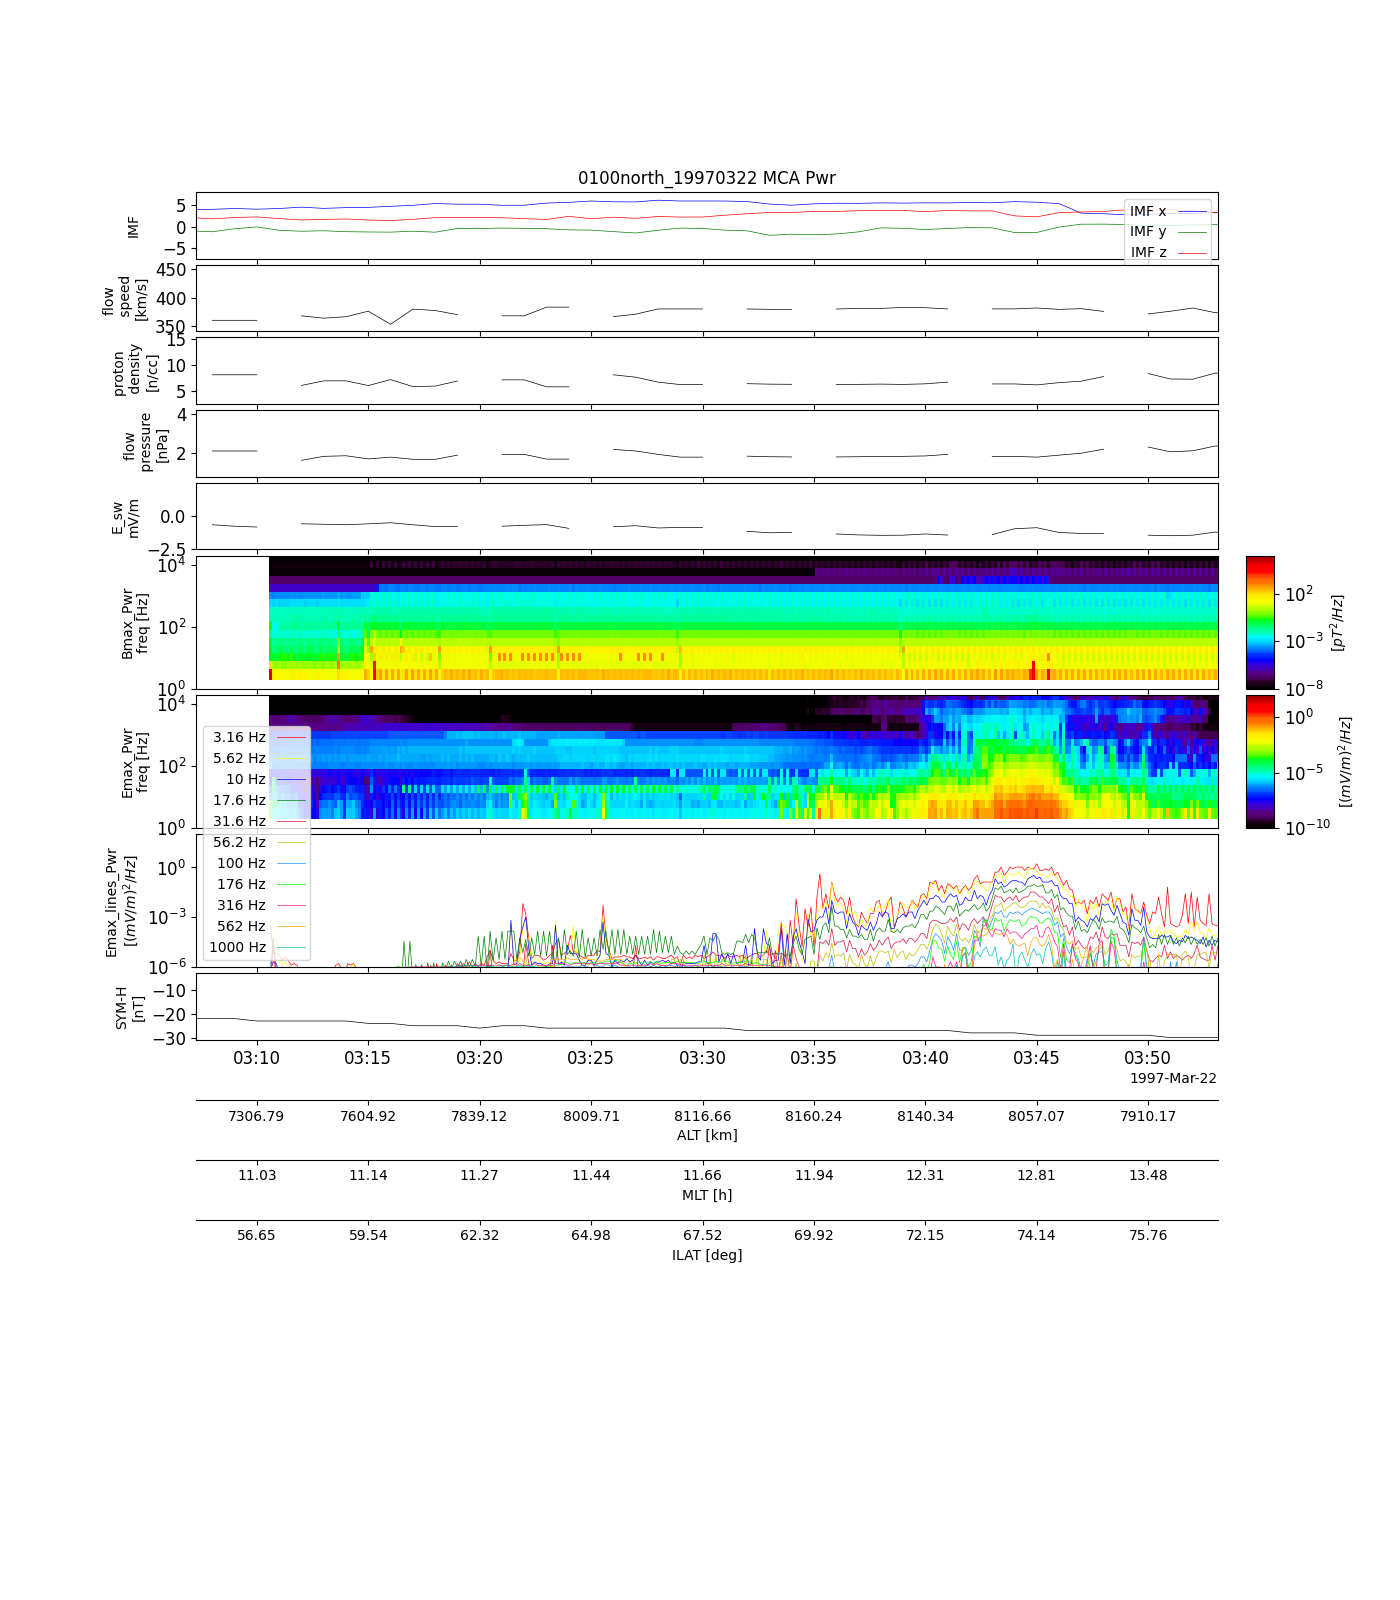 0100north_19970322 MCA Pwr
IMF
5
0
−5
IMF x
IMF y
IMF z
flow
speed
[km/s]
450
400
350
proton
density
[n/cc]
15
10
5
flow
pressure
[nPa]
4
2
E_sw
mV/m
0.0
−2.5
Bmax_Pwr
freq [Hz]
10^4
10^2
10^0
10^2
10^−3
10^−8
[pT^2/Hz]
Emax_Pwr
freq [Hz]
10^4
10^2
10^0
10^0
10^−5
10^−10
[(mV/m)^2/Hz]
3.16 Hz
5.62 Hz
10 Hz
17.6 Hz
31.6 Hz
56.2 Hz
100 Hz
176 Hz
316 Hz
562 Hz
1000 Hz
Emax_lines_Pwr
[(mV/m)^2/Hz]
10^0
10^−3
10^−6
SYM-H
[nT]
−10
−20
−30
03:10 03:15 03:20 03:25 03:30 03:35 03:40 03:45 03:50
1997-Mar-22
7306.79 7604.92 7839.12 8009.71 8116.66 8160.24 8140.34 8057.07 7910.17
ALT [km]
11.03 11.14 11.27 11.44 11.66 11.94 12.31 12.81 13.48
MLT [h]
56.65 59.54 62.32 64.98 67.52 69.92 72.15 74.14 75.76
ILAT [deg]